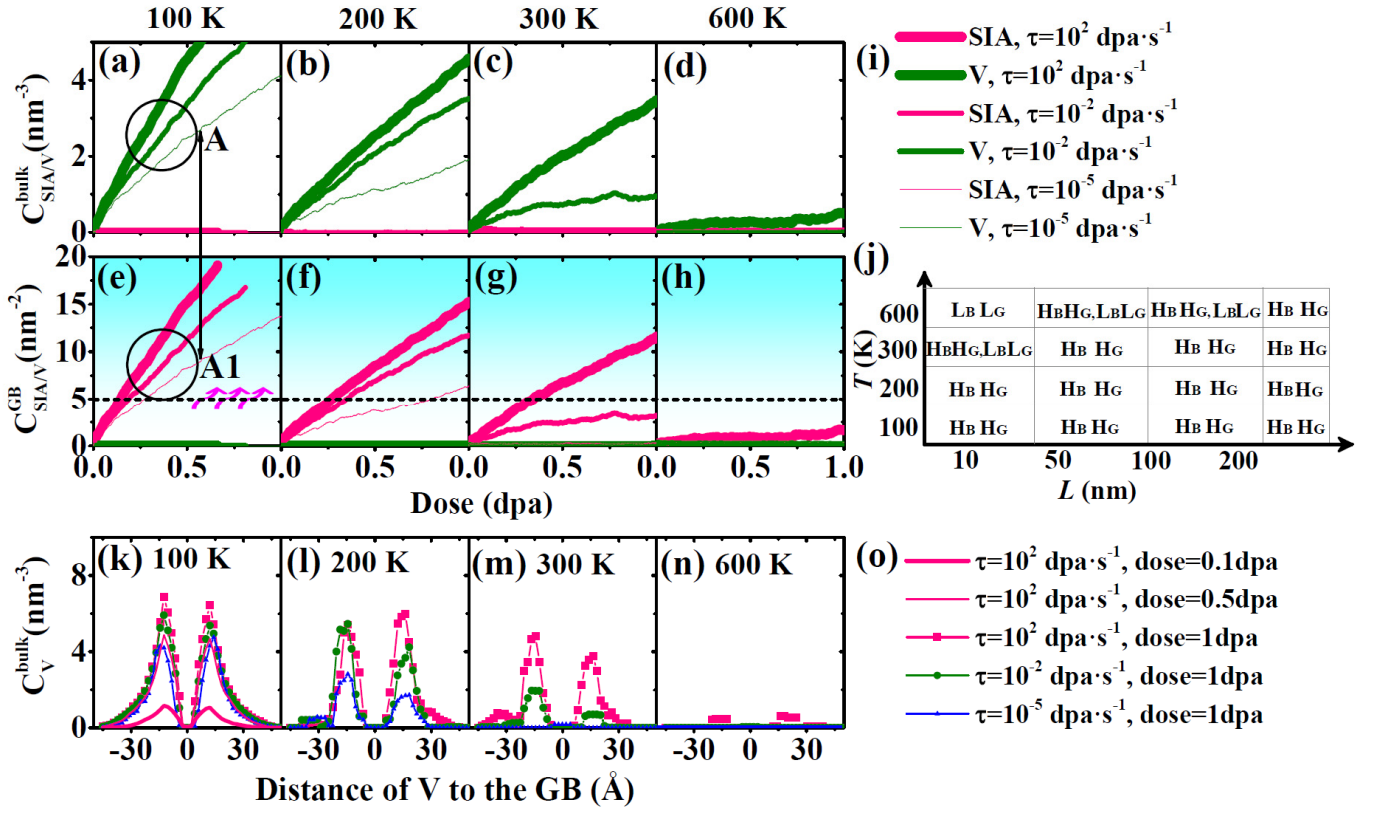 100 K 200 K 300 K 600 K
(a) (b) (c) (d) (i)
SIA, τ=10² dpa·s⁻¹
V, τ=10² dpa·s⁻¹
SIA, τ=10⁻² dpa·s⁻¹
V, τ=10⁻² dpa·s⁻¹
SIA, τ=10⁻⁵ dpa·s⁻¹
V, τ=10⁻⁵ dpa·s⁻¹
C^bulk_SIA/V (nm⁻³)
4
2
0
A
(e) (f) (g) (h) (j)
C^GB_SIA/V (nm⁻²)
20
15
10
5
0
A1
0.0 0.5 0.0 0.5 0.0 0.5 0.0 0.5 1.0
Dose (dpa)
T (K)
600 LB LG HBHG,LBLG HB HG,LBLG HB HG
300 HBHG,LBLG HB HG HB HG HB HG
200 HB HG HB HG HB HG HBHG
100 HB HG HB HG HB HG HB HG
10 50 100 200
L (nm)
(k) 100 K (l) 200 K (m) 300 K (n) 600 K (o)
C^bulk_V (nm⁻³)
8
4
0
-30 0 30 -30 0 30 -30 0 30 -30 0 30
Distance of V to the GB (Å)
τ=10² dpa·s⁻¹, dose=0.1dpa
τ=10² dpa·s⁻¹, dose=0.5dpa
τ=10² dpa·s⁻¹, dose=1dpa
τ=10⁻² dpa·s⁻¹, dose=1dpa
τ=10⁻⁵ dpa·s⁻¹, dose=1dpa